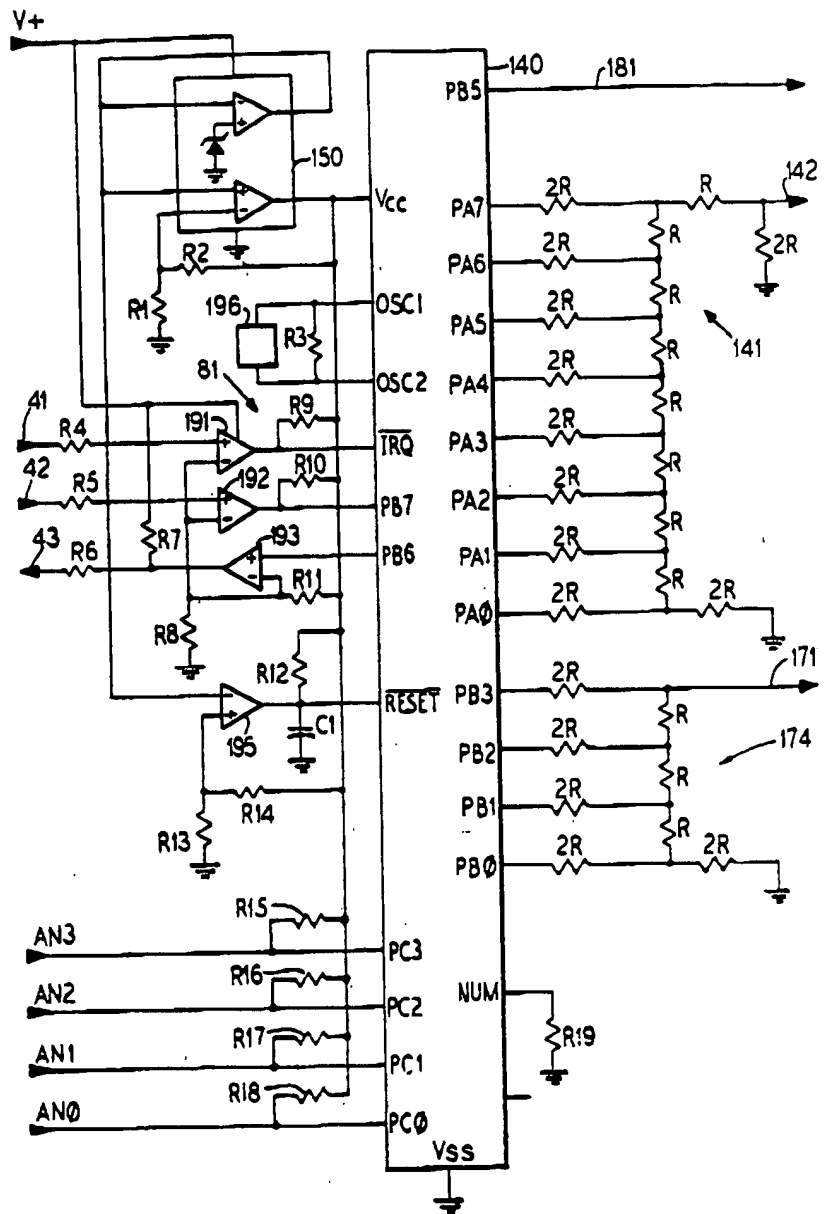 V+
140
PB5
181
150
Vcc
PA7
2R
R
142
2R
R
PA6
2R
R2
R1
R
OSC1
196
R3
PA5
2R
141
R
OSC2
81
PA4
2R
R
41
R4
191
R9
IRQ
PA3
2R
R
42
R5
192
R10
PB7
PA2
2R
R
43
R6
R7
193
PB6
PA1
2R
R
R11
R8
PA0
2R
2R
R12
RESET
PB3
2R
171
195
C1
R
PB2
2R
174
R14
R13
R
PB1
2R
R
PB0
2R
2R
R15
AN3
PC3
R16
AN2
PC2
NUM
R19
R17
AN1
PC1
R18
AN0
PC0
VSS